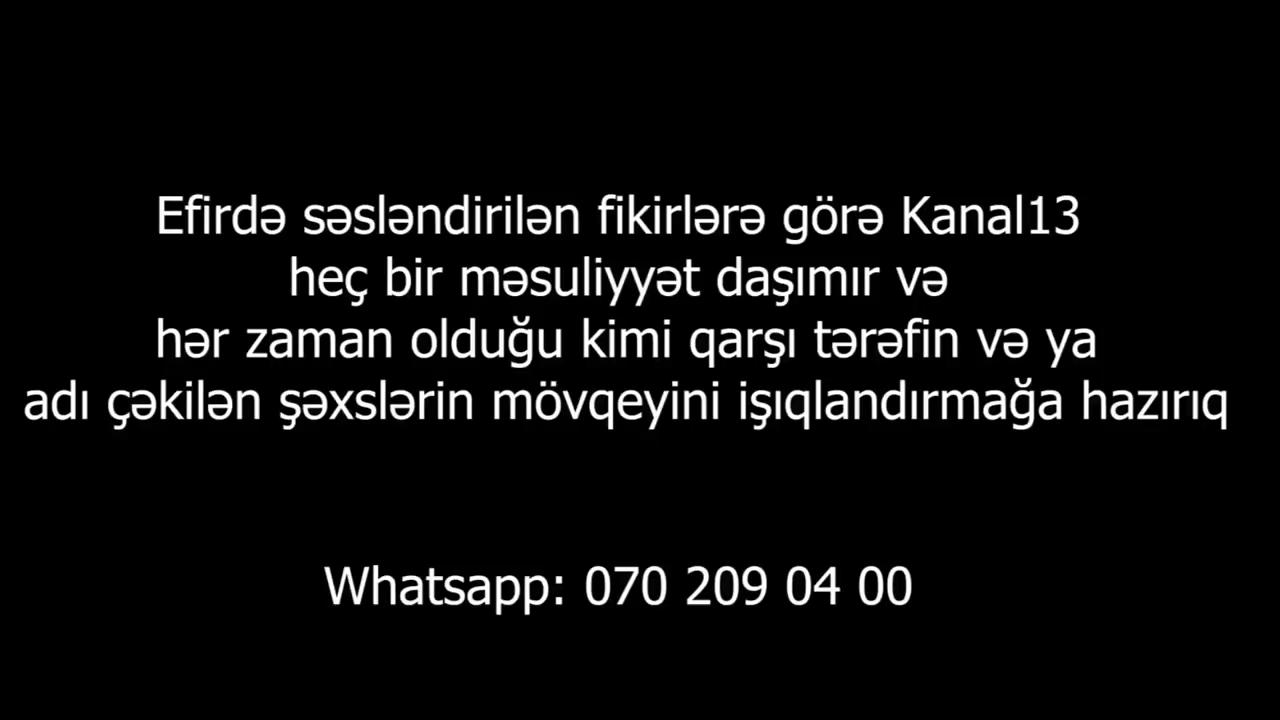 Efirdə səsləndirilən fikirlərə görə Kanal13
heç bir məsuliyyət daşımır və
hər zaman olduğu kimi qarşı tərəfin və ya
adı çəkilən şəxslərin mövqeyini işıqlandırmağa hazırıq
Whatsapp: 070 209 04 00